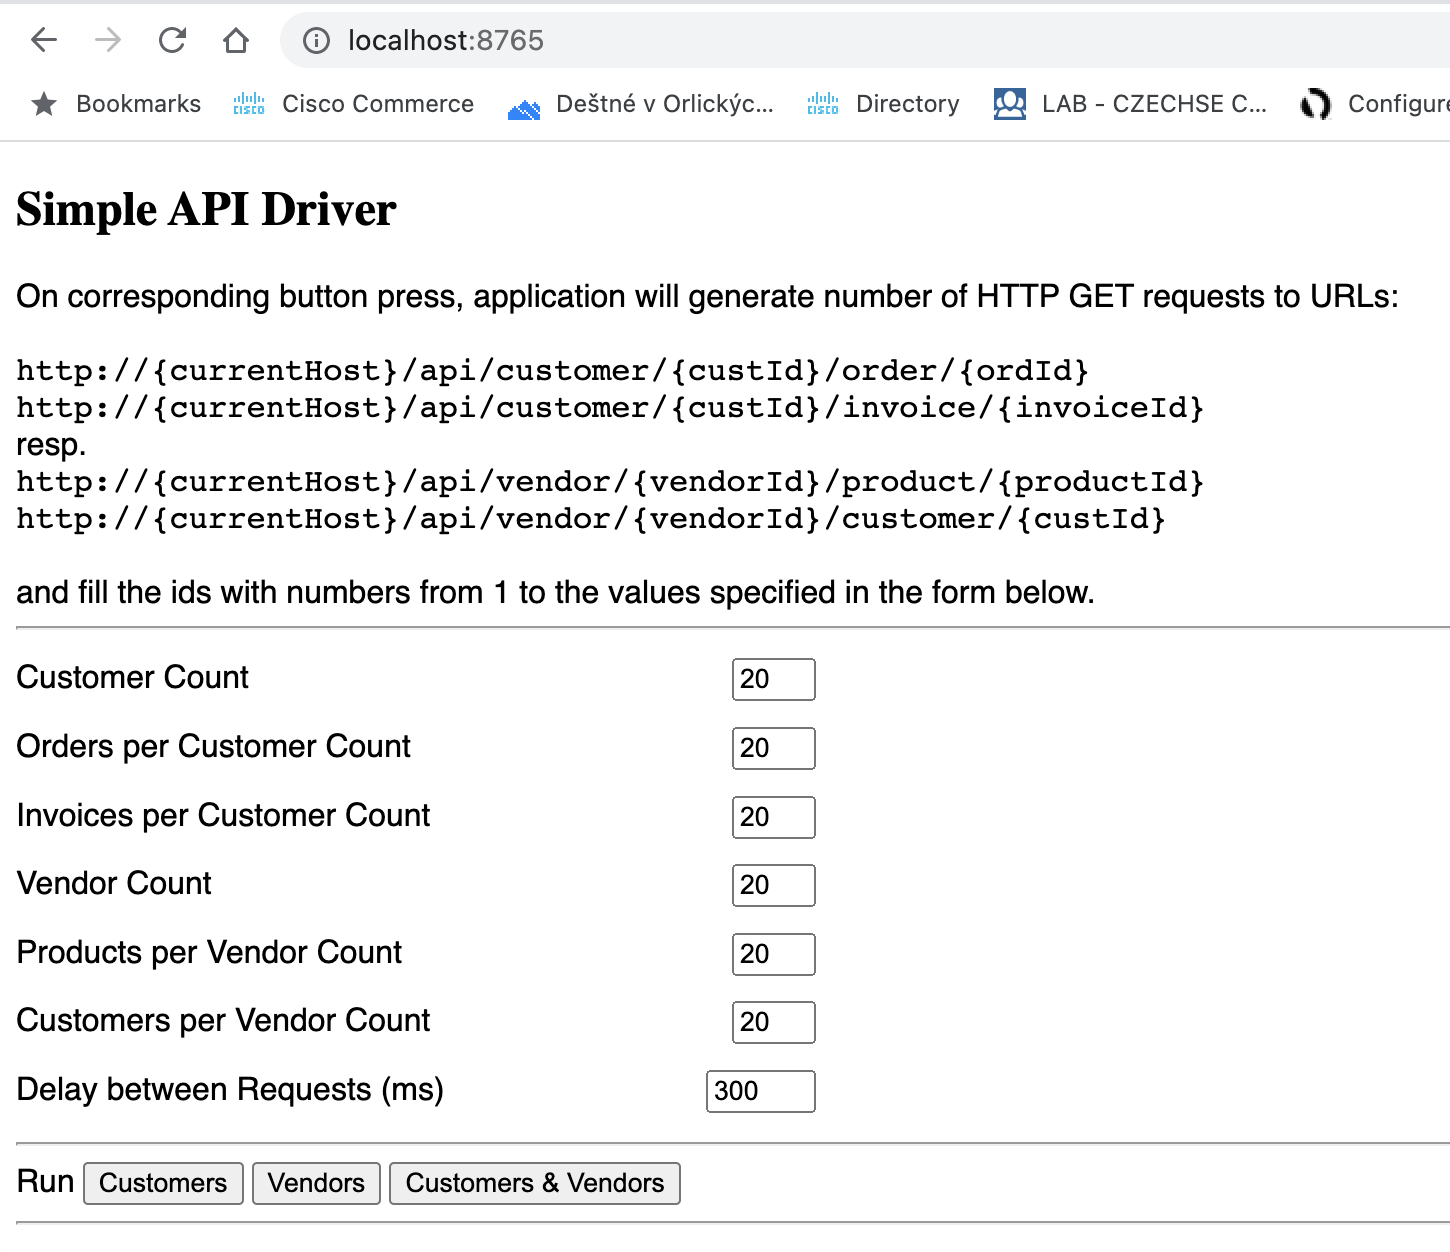 localhost:8765
Bookmarks Cisco Commerce Deštné v Orlickýc... Directory LAB - CZECHSE C... Configure
Simple API Driver
On corresponding button press, application will generate number of HTTP GET requests to URLs:
http://{currentHost}/api/customer/{custId}/order/{ordId}
http://{currentHost}/api/customer/{custId}/invoice/{invoiceId}
resp.
http://{currentHost}/api/vendor/{vendorId}/product/{productId}
http://{currentHost}/api/vendor/{vendorId}/customer/{custId}
and fill the ids with numbers from 1 to the values specified in the form below.
Customer Count 20
Orders per Customer Count 20
Invoices per Customer Count 20
Vendor Count 20
Products per Vendor Count 20
Customers per Vendor Count 20
Delay between Requests (ms) 300
Run Customers Vendors Customers & Vendors